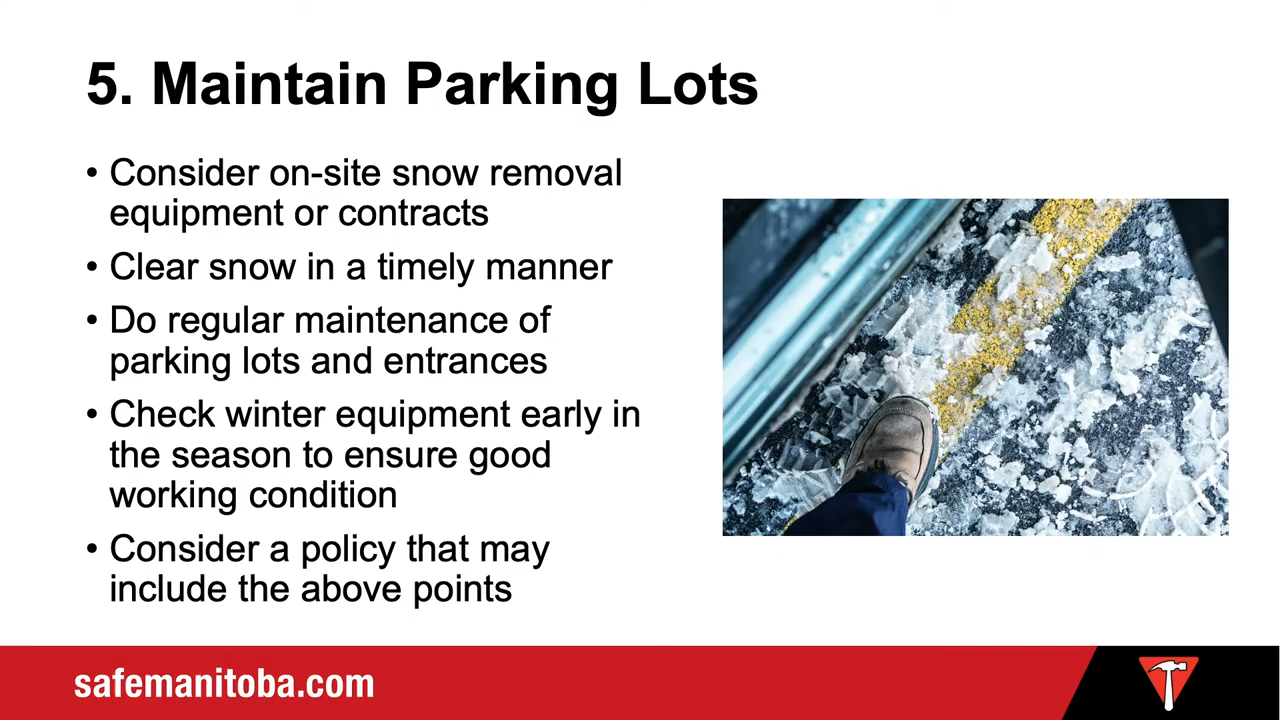 5. Maintain Parking Lots
• Consider on-site snow removal
equipment or contracts
• Clear snow in a timely manner
• Do regular maintenance of
parking lots and entrances
• Check winter equipment early in
the season to ensure good
working condition
• Consider a policy that may
include the above points
safemanitoba.com